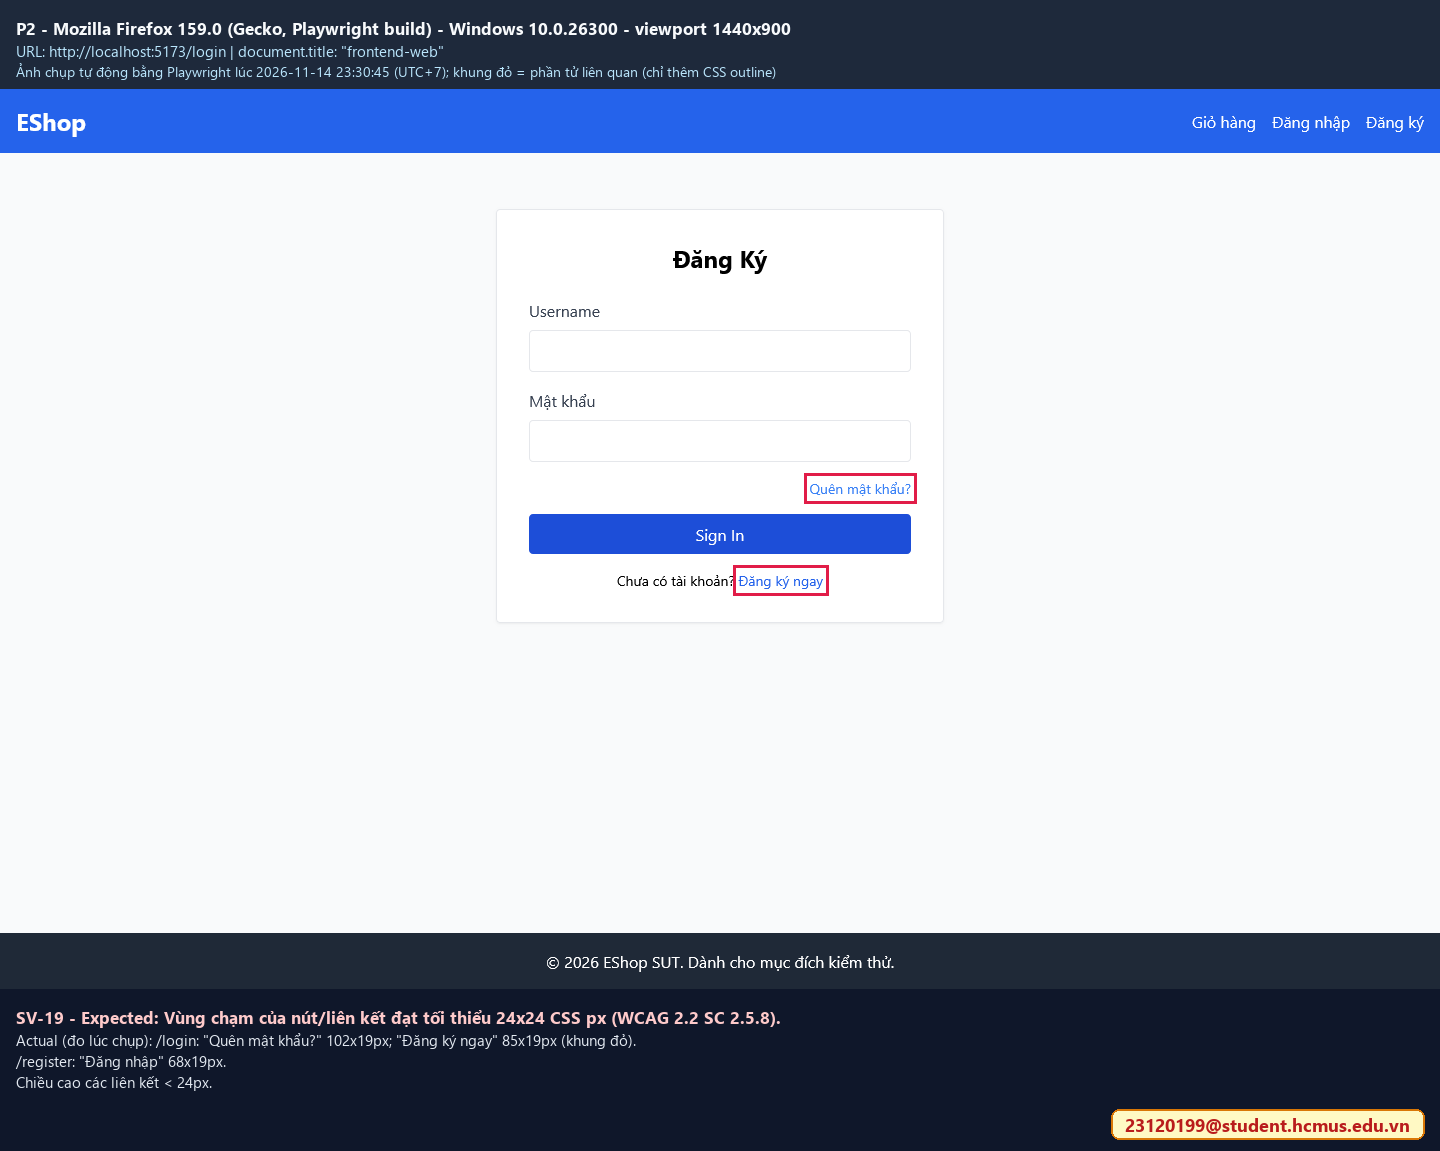 P2 - Mozilla Firefox 159.0 (Gecko, Playwright build) - Windows 10.0.26300 - viewport 1440x900
URL: http://localhost:5173/login | document.title: "frontend-web"
Ảnh chụp tự động bằng Playwright lúc 2026-11-14 23:30:45 (UTC+7); khung đỏ = phần tử liên quan (chỉ thêm CSS outline)
EShop
Giỏ hàng
Đăng nhập
Đăng ký
Đăng Ký
Username
Mật khẩu
Quên mật khẩu?
Sign In
Chưa có tài khoản? Đăng ký ngay
© 2026 EShop SUT. Dành cho mục đích kiểm thử.
SV-19 - Expected: Vùng chạm của nút/liên kết đạt tối thiểu 24x24 CSS px (WCAG 2.2 SC 2.5.8).
Actual (đo lúc chụp): /login: "Quên mật khẩu?" 102x19px; "Đăng ký ngay" 85x19px (khung đỏ).
/register: "Đăng nhập" 68x19px.
Chiều cao các liên kết < 24px.
23120199@student.hcmus.edu.vn